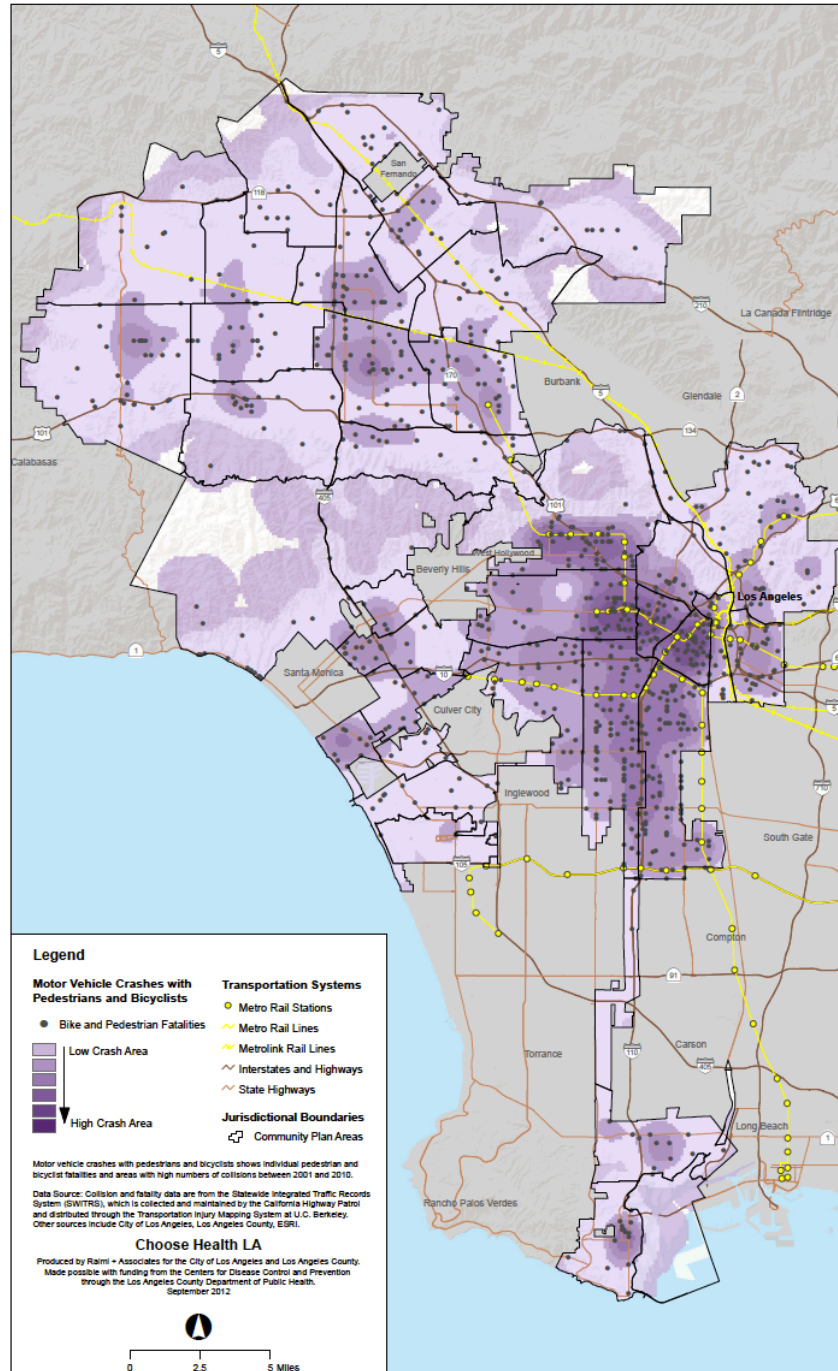 5
San
Fernando
118
210
La Canada Flintridge
Burbank
170
5
Glendale
2
134
101
Calabasas
405
101
West Hollywood
Beverly Hills
Los Angeles
1
Santa Monica
10
5
Culver City
710
Inglewood
South Gate
105
Compton
91
Torrance
Carson
110
405
Long Beach
1
Rancho Palos Verdes
Legend
Motor Vehicle Crashes with
Pedestrians and Bicyclists
Bike and Pedestrian Fatalities
Low Crash Area
High Crash Area
Transportation Systems
Metro Rail Stations
Metro Rail Lines
Metrolink Rail Lines
Interstates and Highways
State Highways
Jurisdictional Boundaries
Community Plan Areas
Motor vehicle crashes with pedestrians and bicyclists shows individual pedestrian and
bicyclist fatalities and areas with high numbers of collisions between 2001 and 2010.
Data Source: Collision and fatality data are from the Statewide Integrated Traffic Records
System (SWITRS), which is collected and maintained by the California Highway Patrol
and distributed through the Transportation Injury Mapping System at U.C. Berkeley.
Other sources include City of Los Angeles, Los Angeles County, ESRI.
Choose Health LA
Produced by Raimi + Associates for the City of Los Angeles and Los Angeles County.
Made possible with funding from the Centers for Disease Control and Prevention
through the Los Angeles County Department of Public Health.
September 2012
0 2.5 5 Miles